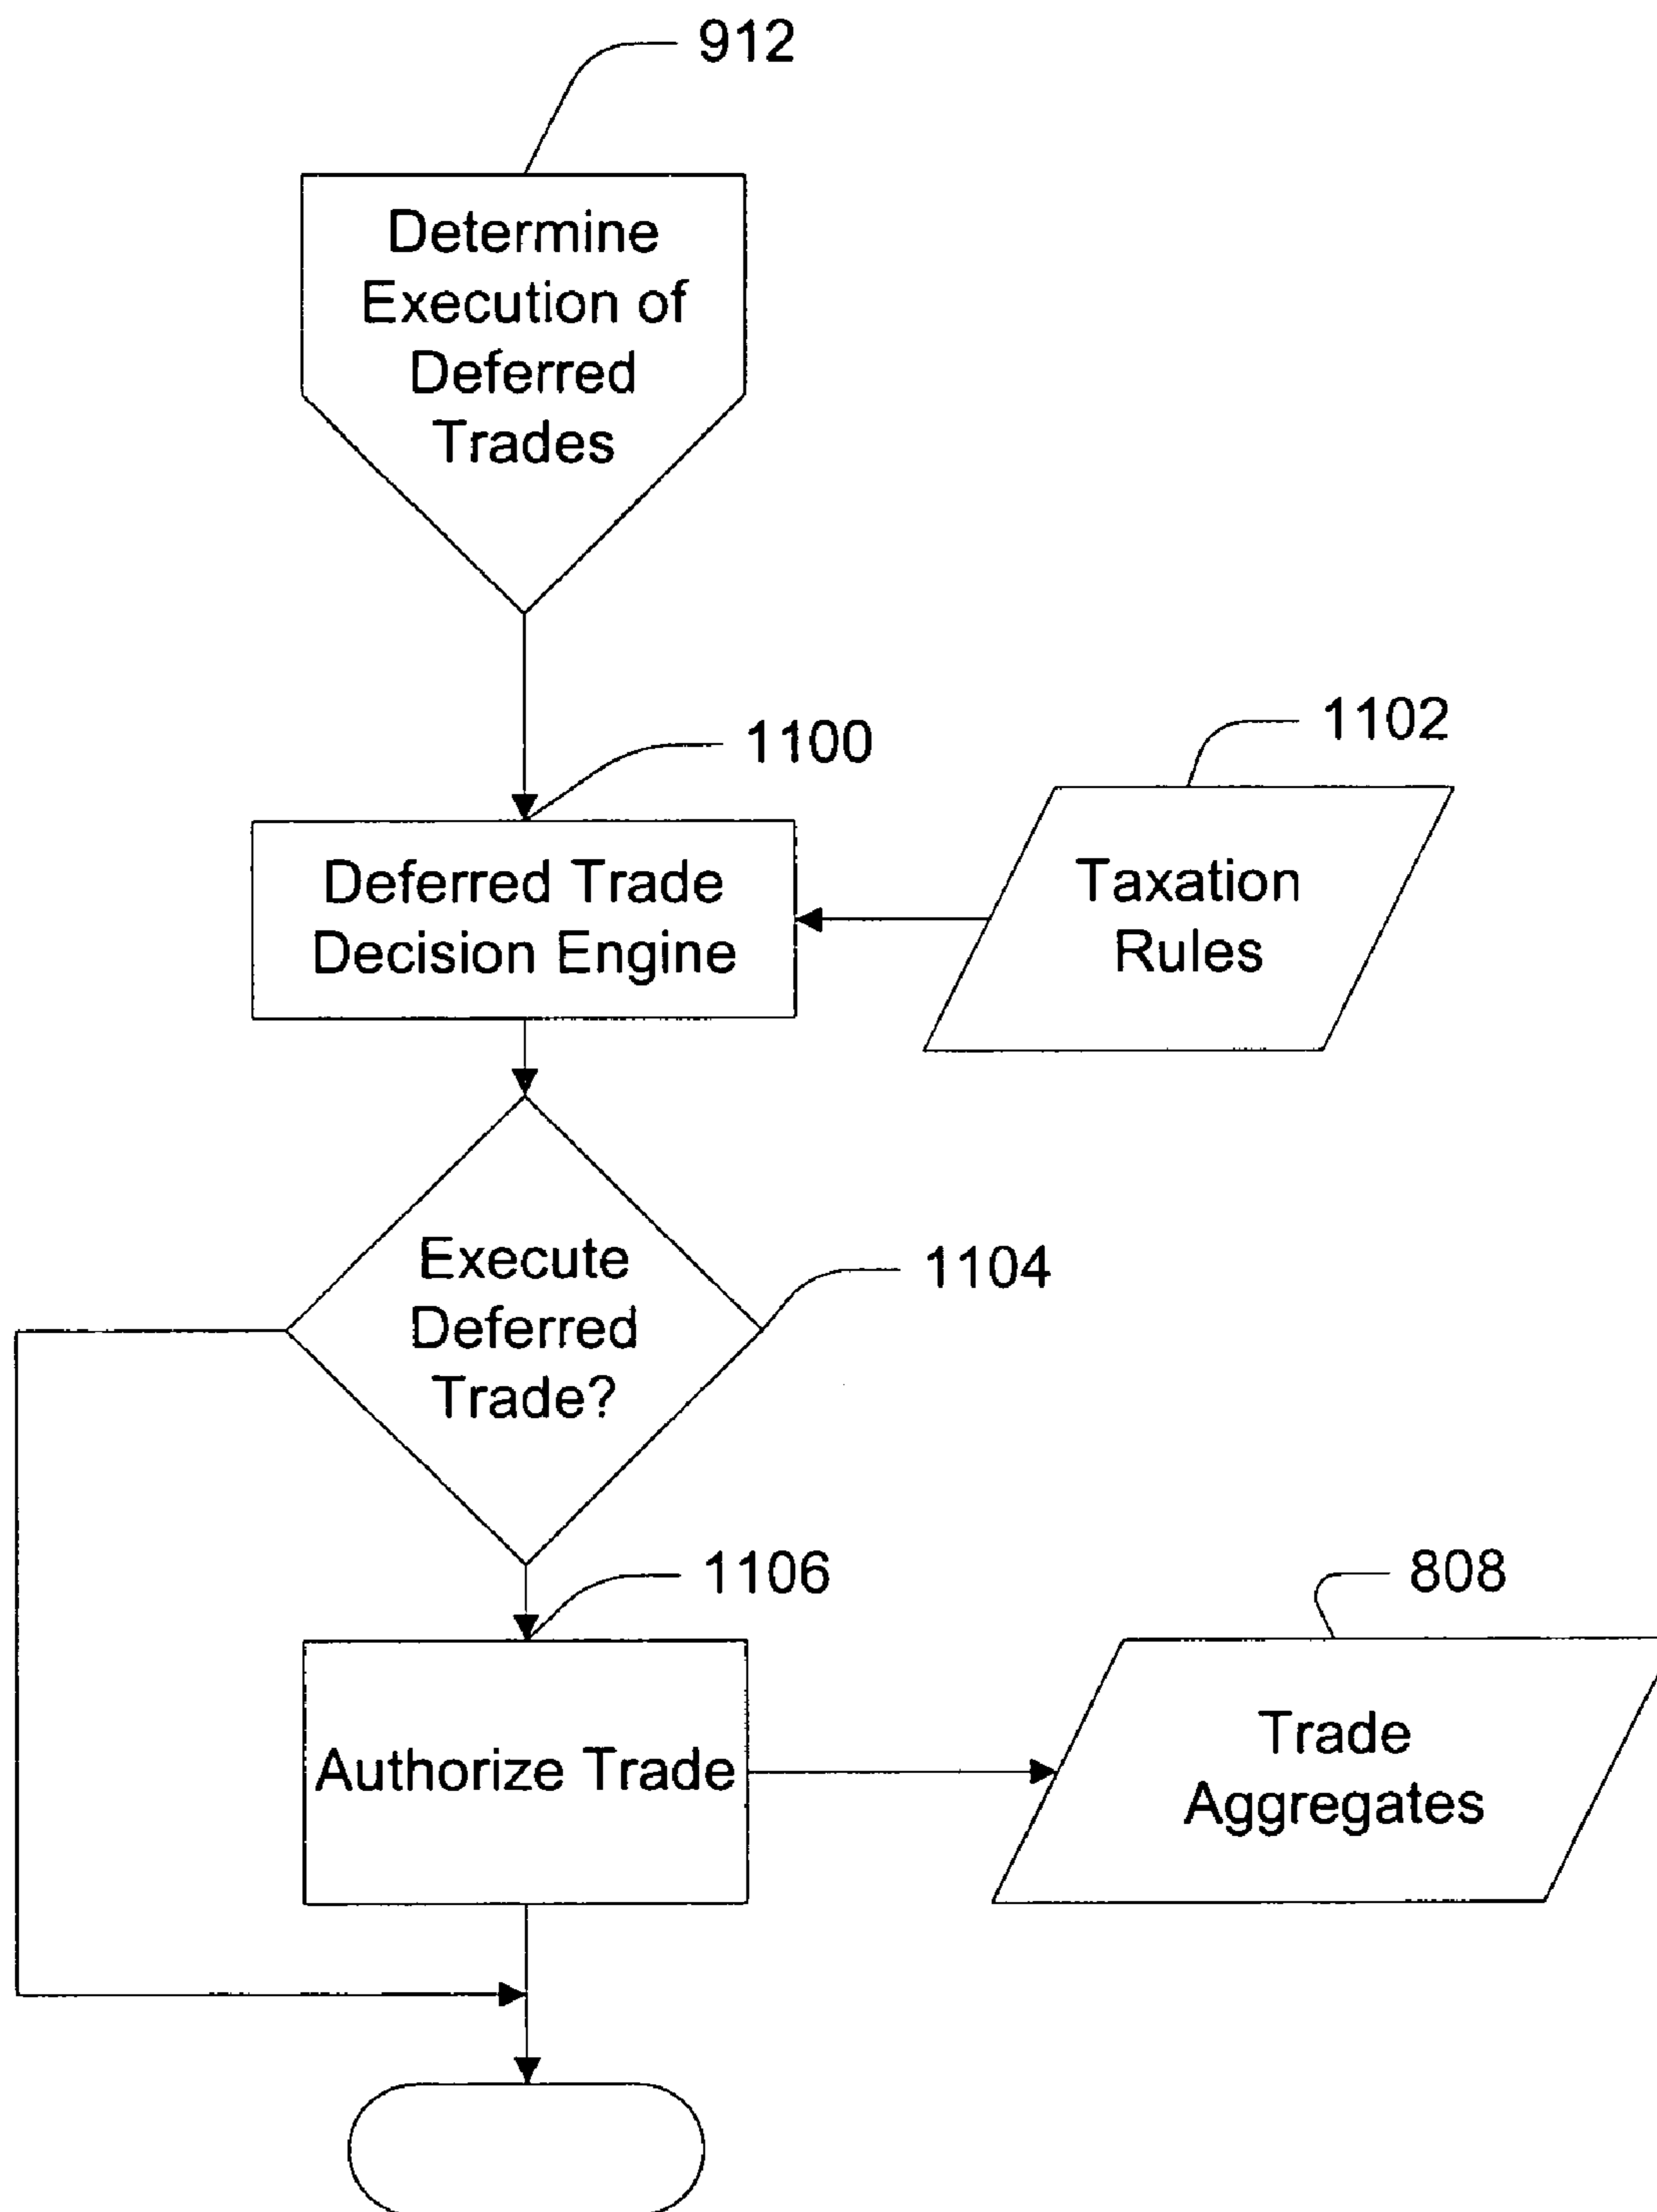 912
Determine
Execution of
Deferred
Trades
1100
1102
Deferred Trade
Decision Engine
Taxation
Rules
Execute
Deferred
Trade?
1104
1106
808
Authorize Trade
Trade
Aggregates